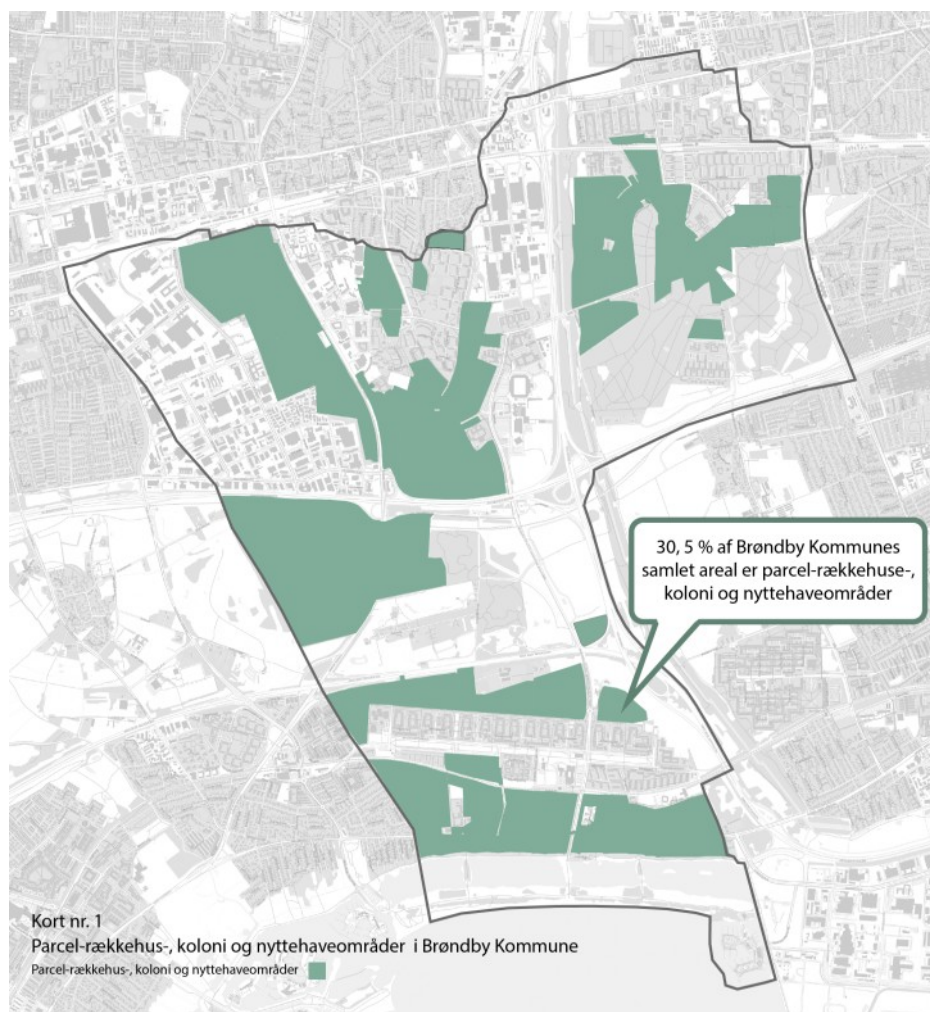 30, 5 % af Brøndby Kommunes
samlet areal er parcel-rækkehuse-,
koloni og nyttehaveområder
Kort nr. 1
Parcel-rækkehus-, koloni og nyttehaveområder i Brøndby Kommune
Parcel-rækkehus-, koloni og nyttehaveområder